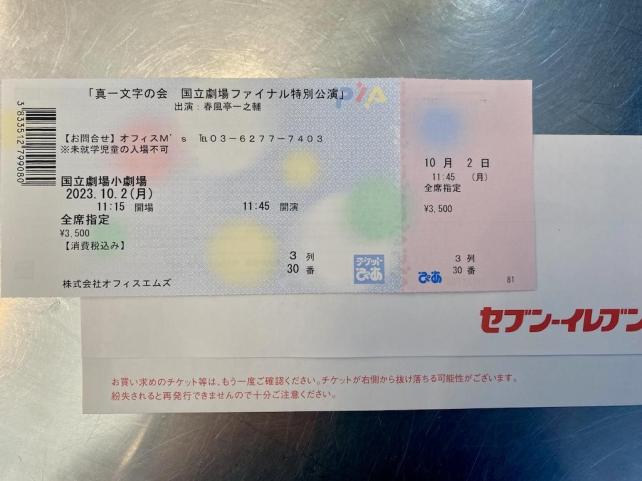 「真一文字の会 国立劇場ファイナル特別公演」
出演：春風亭一之輔
PIA
【お問合せ】オフィスM's ℡03-6277-7403
※未就学児童の入場不可
国立劇場小劇場
2023.10.2(月)
11:15 開場 11:45 開演
全席指定
¥3,500
【消費税込み】
3 列
30 番
チケットぴあ
株式会社オフィスエムズ
3835512799080
10月 2日
11:45 (月)
全席指定
¥3,500
3 列
30 番
ぴあ
81
セブン-イレブン
お買い求めのチケット等は、もう一度ご確認ください。チケットが右側から抜け落ちる可能性がございます。
紛失されると再発行できませんので十分ご注意ください。